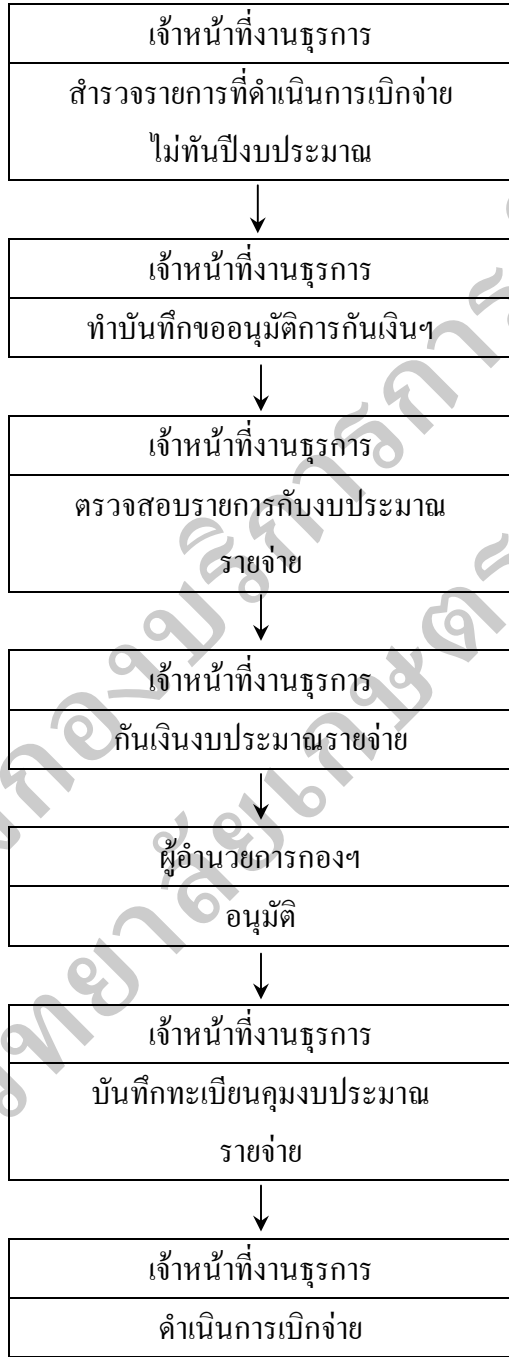 เจ้าหน้าที่งานธุรการ
สำรวจรายการที่ดำเนินการเบิกจ่าย
ไม่ทันปีงบประมาณ
เจ้าหน้าที่งานธุรการ
ทำบันทึกขออนุมัติการกันเงินฯ
เจ้าหน้าที่งานธุรการ
ตรวจสอบรายการกับงบประมาณ
รายจ่าย
เจ้าหน้าที่งานธุรการ
กันเงินงบประมาณรายจ่าย
ผู้อำนวยการกองฯ
อนุมัติ
เจ้าหน้าที่งานธุรการ
บันทึกทะเบียนคุมงบประมาณ
รายจ่าย
เจ้าหน้าที่งานธุรการ
ดำเนินการเบิกจ่าย